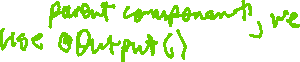 parent component, we
use @Output()